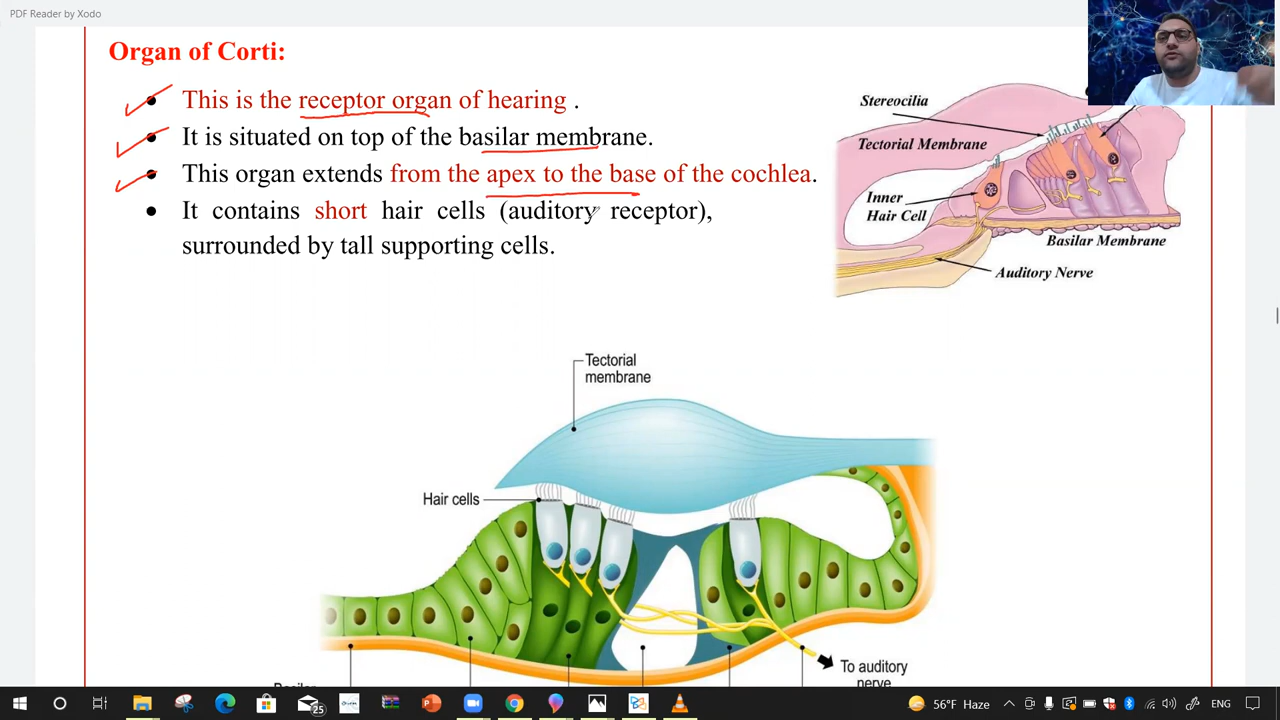 PDF Reader by Xodo
Organ of Corti:
• This is the receptor organ of hearing .
• It is situated on top of the basilar membrane.
• This organ extends from the apex to the base of the cochlea.
• It contains short hair cells (auditory receptor),
surrounded by tall supporting cells.
Stereocilia
Tectorial Membrane
Inner
Hair Cell
Basilar Membrane
Auditory Nerve
Tectorial
membrane
Hair cells
To auditory
nerve
25
56°F Haze
ENG